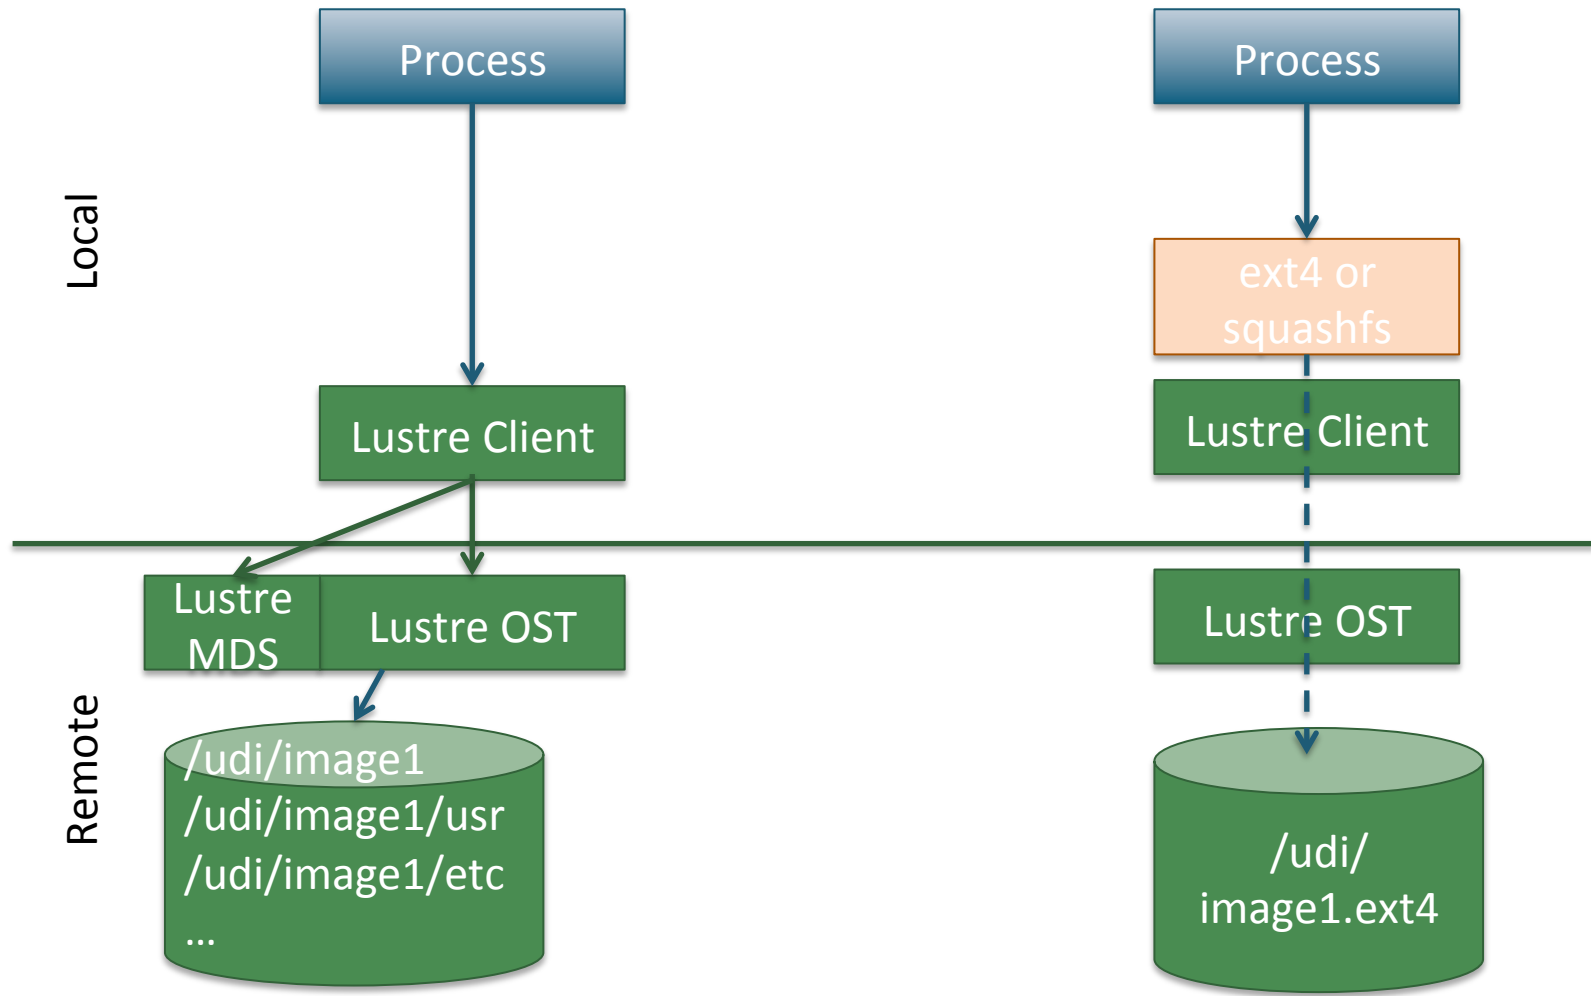 Process
Process
Local
ext4 or
squashfs
Lustre Client
Lustre Client
Lustre
MDS
Lustre OST
Lustre OST
Remote
/udi/image1
/udi/image1/usr
/udi/image1/etc
...
/udi/
image1.ext4